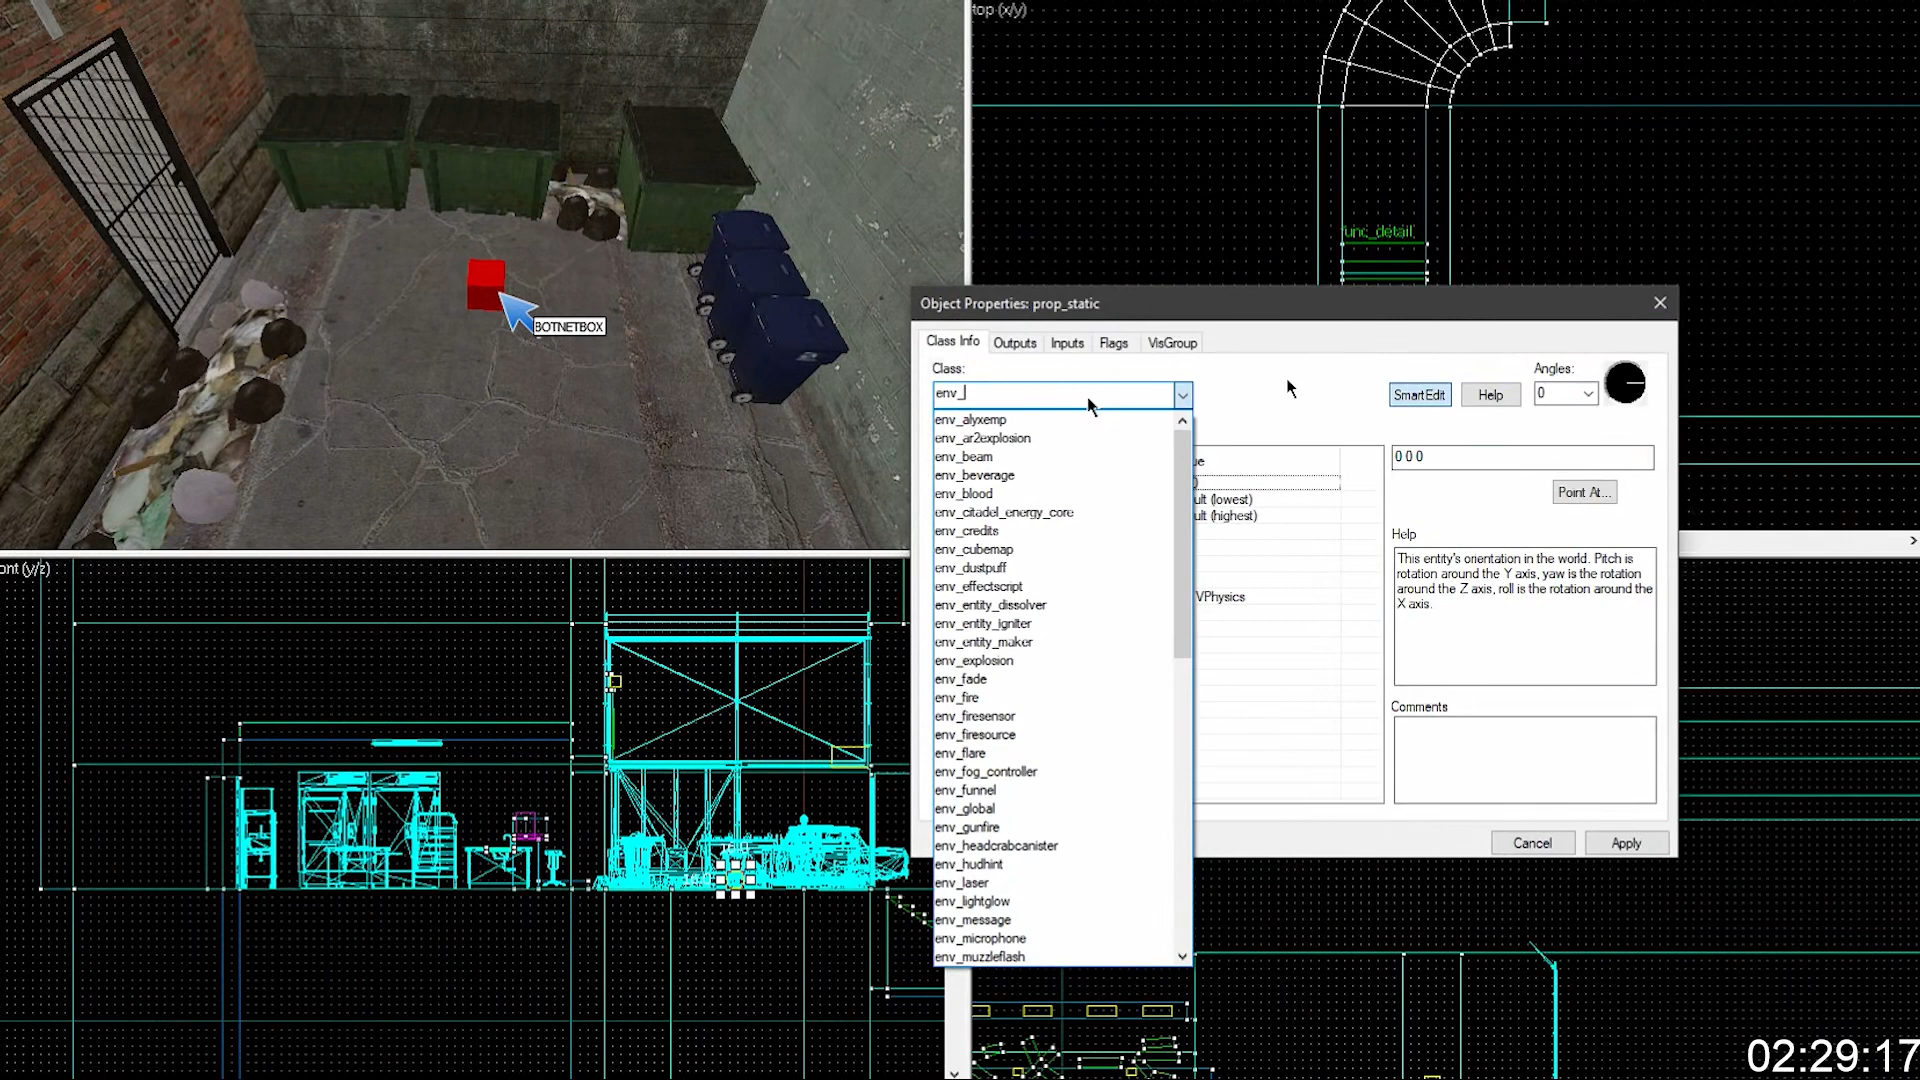 top (x/y)
BOTNETBOX
func_detail
Object Properties: prop_static
Class Info
Outputs
Inputs
Flags
VisGroup
Class:
Angles:
env_
SmartEdit
Help
0
env_alyxemp
env_ar2explosion
env_beam
env_beverage
env_blood
env_citadel_energy_core
env_credits
env_cubemap
env_dustpuff
env_effectscript
env_entity_dissolver
env_entity_igniter
env_entity_maker
env_explosion
env_fade
env_fire
env_firesensor
env_firesource
env_flare
env_fog_controller
env_funnel
env_global
env_gunfire
env_headcrabcanister
env_hudhint
env_laser
env_lightglow
env_message
env_microphone
env_muzzleflash
ue
ult (lowest)
ult (highest)
VPhysics
0 0 0
Point At...
Help
This entity's orientation in the world. Pitch is
rotation around the Y axis, yaw is the rotation
around the Z axis, roll is the rotation around the
X axis.
Comments
Cancel
Apply
ont (y/z)
02:29:17